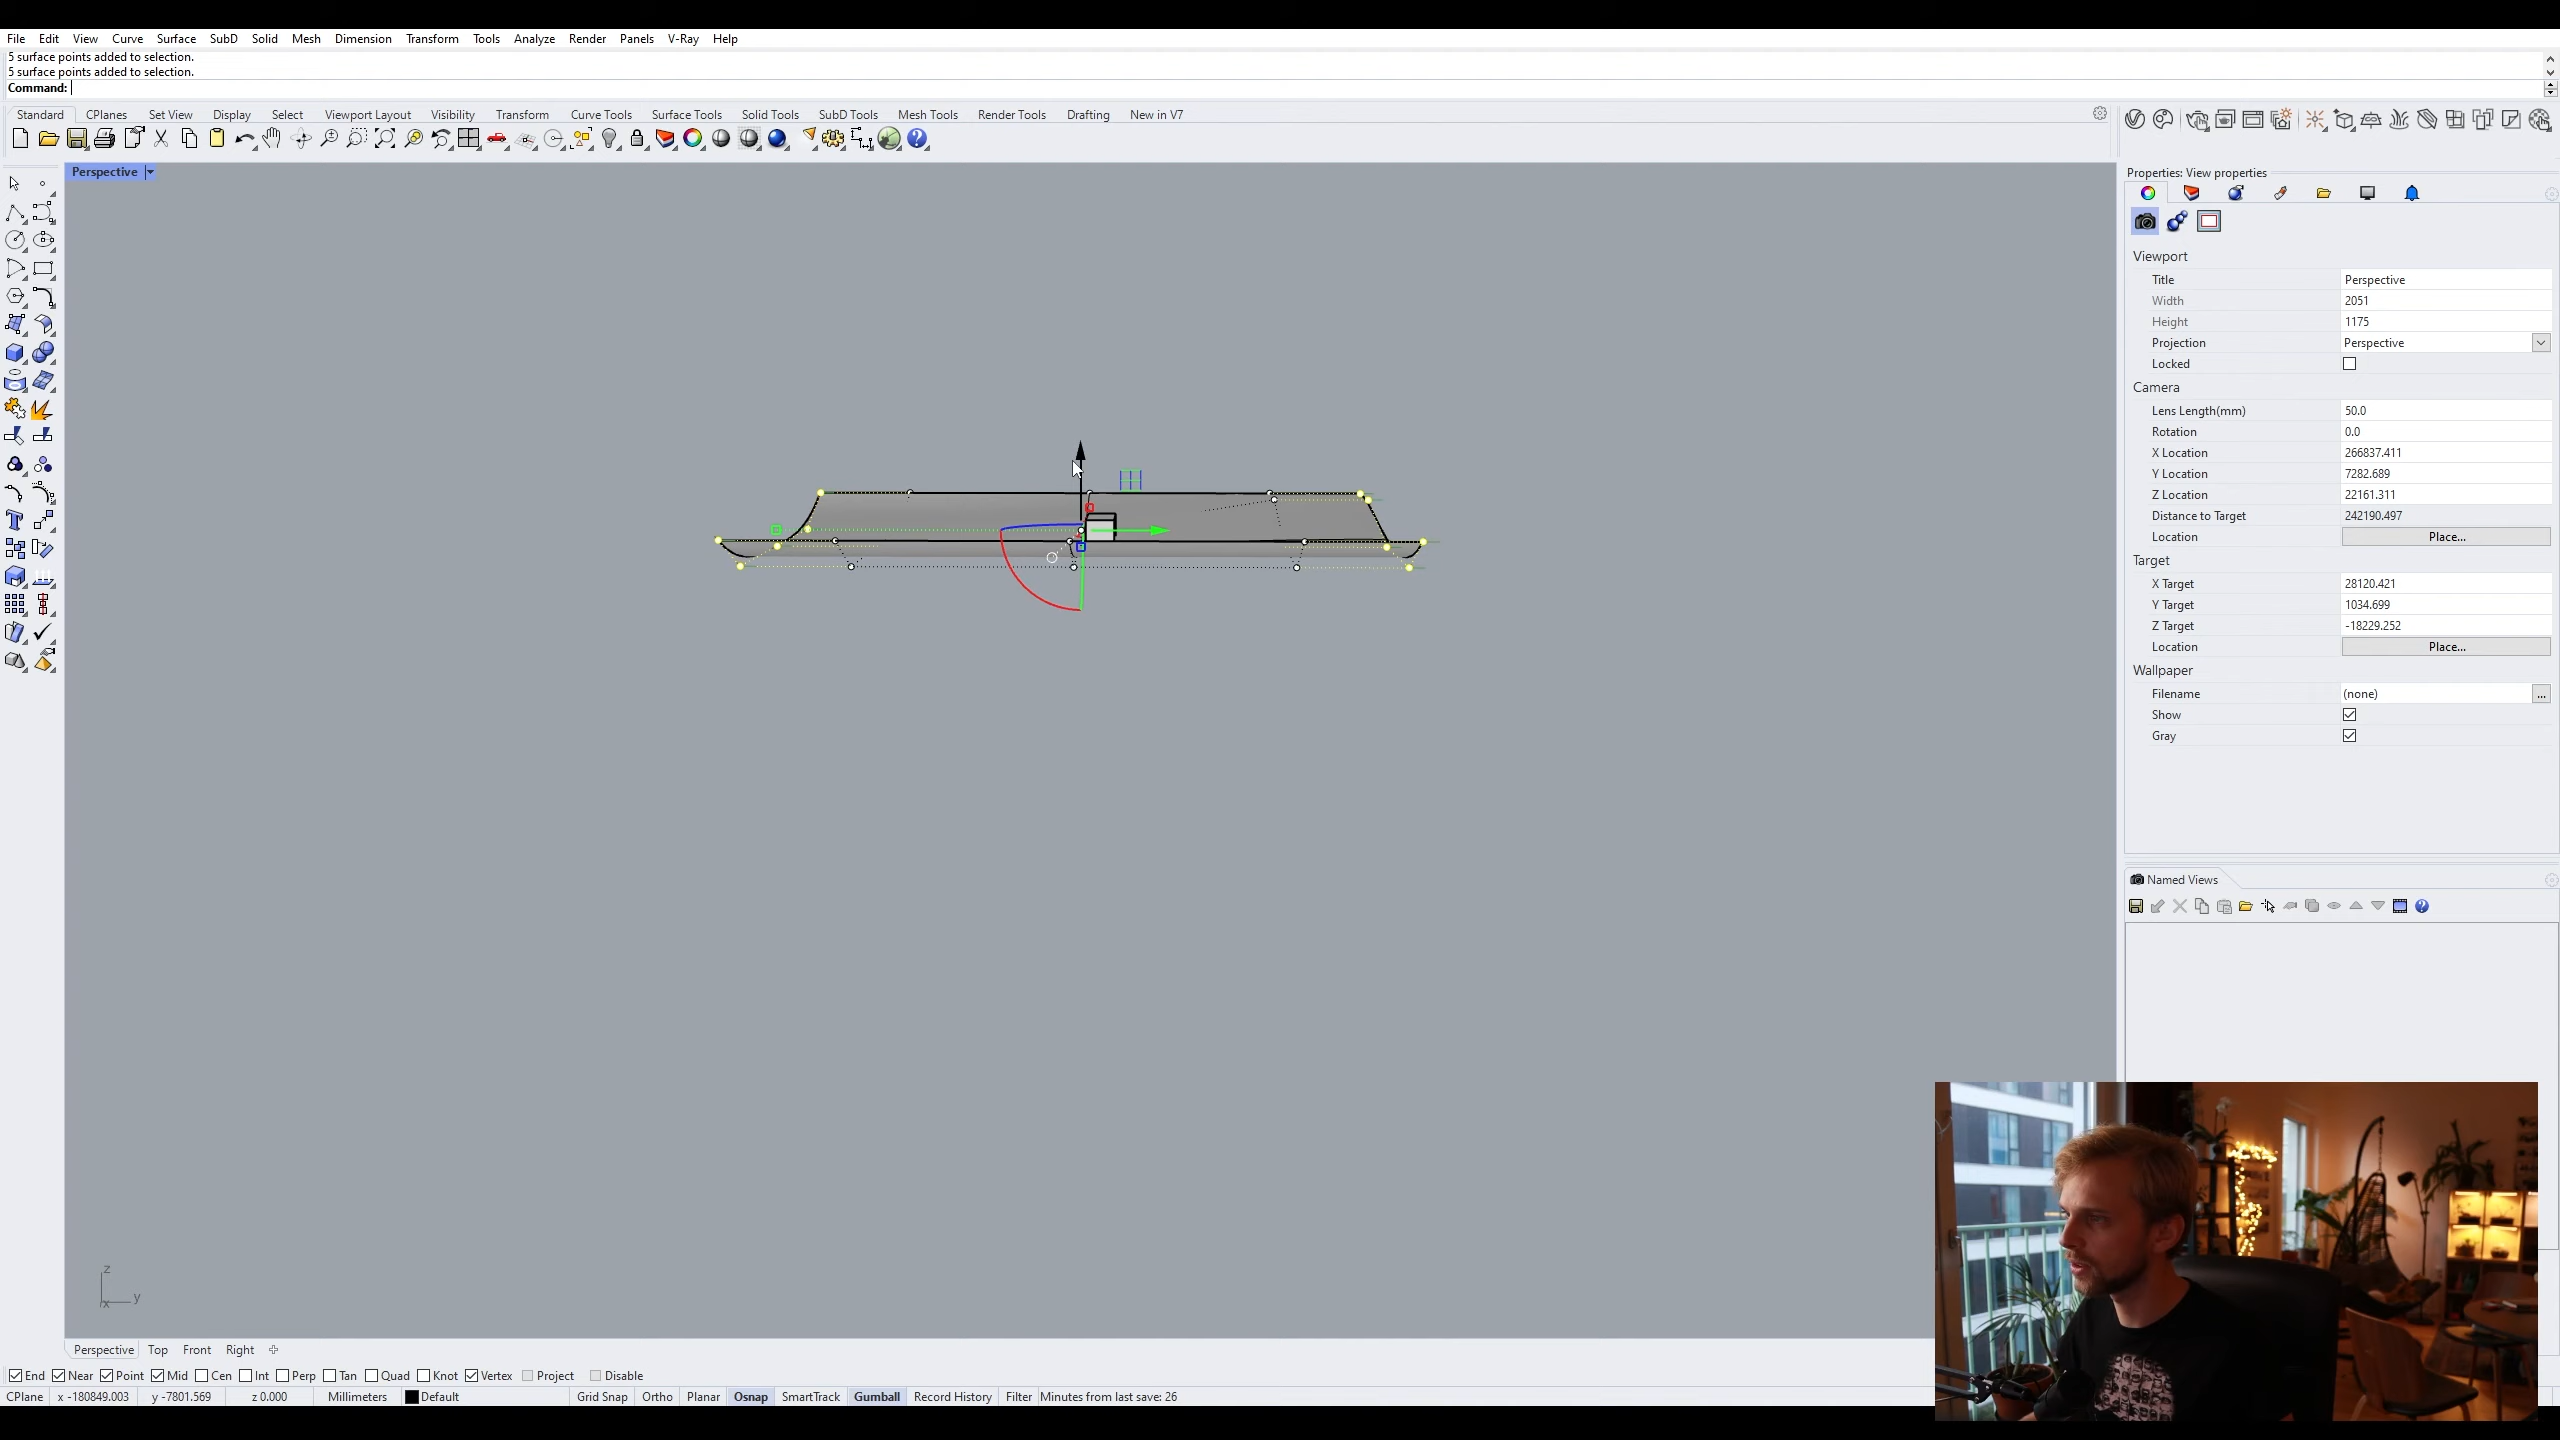 File Edit View Curve Surface SubD Solid Mesh Dimension Transform Tools Analyze Render Panels V-Ray Help
5 surface points added to selection.
5 surface points added to selection.
Command:
Standard CPlanes Set View Display Select Viewport Layout Visibility Transform Curve Tools Surface Tools Solid Tools SubD Tools Mesh Tools Render Tools Drafting New in V7
Perspective
Properties: View properties
Viewport
Title Perspective
Width 2051
Height 1175
Projection Perspective
Locked
Camera
Lens Length(mm) 50.0
Rotation 0.0
X Location 266837.411
Y Location 7282.689
Z Location 22161.311
Distance to Target 242190.497
Location Place...
Target
X Target 28120.421
Y Target 1034.699
Z Target -18229.252
Location Place...
Wallpaper
Filename (none) ...
Show
Gray
Named Views
z
x y
Perspective Top Front Right
End Near Point Mid Cen Int Perp Tan Quad Knot Vertex Project Disable
CPlane x -180849.003 y -7801.569 z 0.000 Millimeters Default Grid Snap Ortho Planar Osnap SmartTrack Gumball Record History Filter Minutes from last save: 26